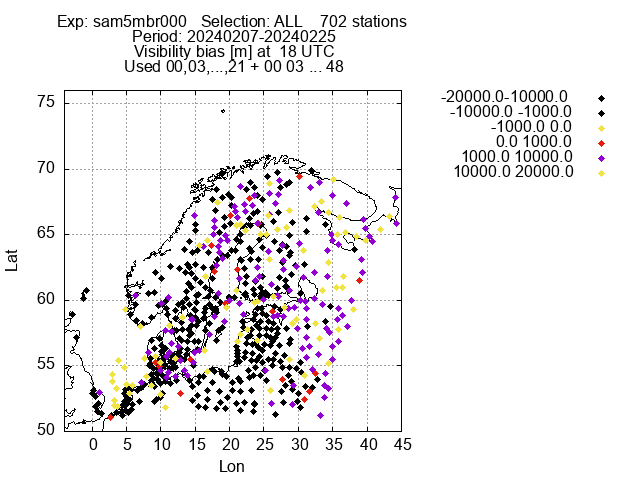 Exp: sam5mbr000 Selection: ALL 702 stations
Period: 20240207-20240225
Visibility bias [m] at 18 UTC
Used 00,03,...,21 + 00 03 ... 48
-20000.0-10000.0
-10000.0 -1000.0
-1000.0 0.0
0.0 1000.0
1000.0 10000.0
10000.0 20000.0
75
70
65
60
55
50
Lat
0 5 10 15 20 25 30 35 40 45
Lon